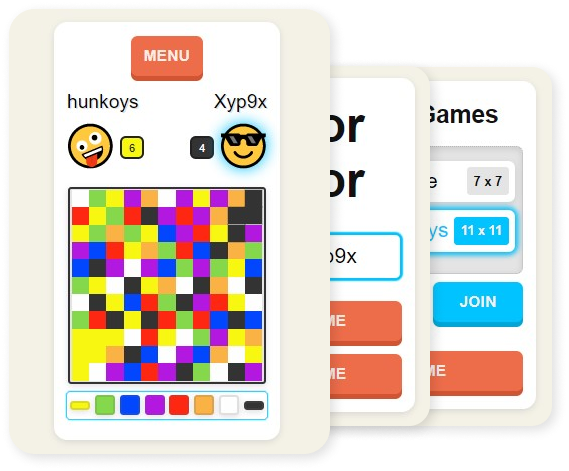 MENU
hunkoys Xyp9x
6 4
or
or
9x
ME
ME
Games
e 7 x 7
ys 11 x 11
JOIN
ME